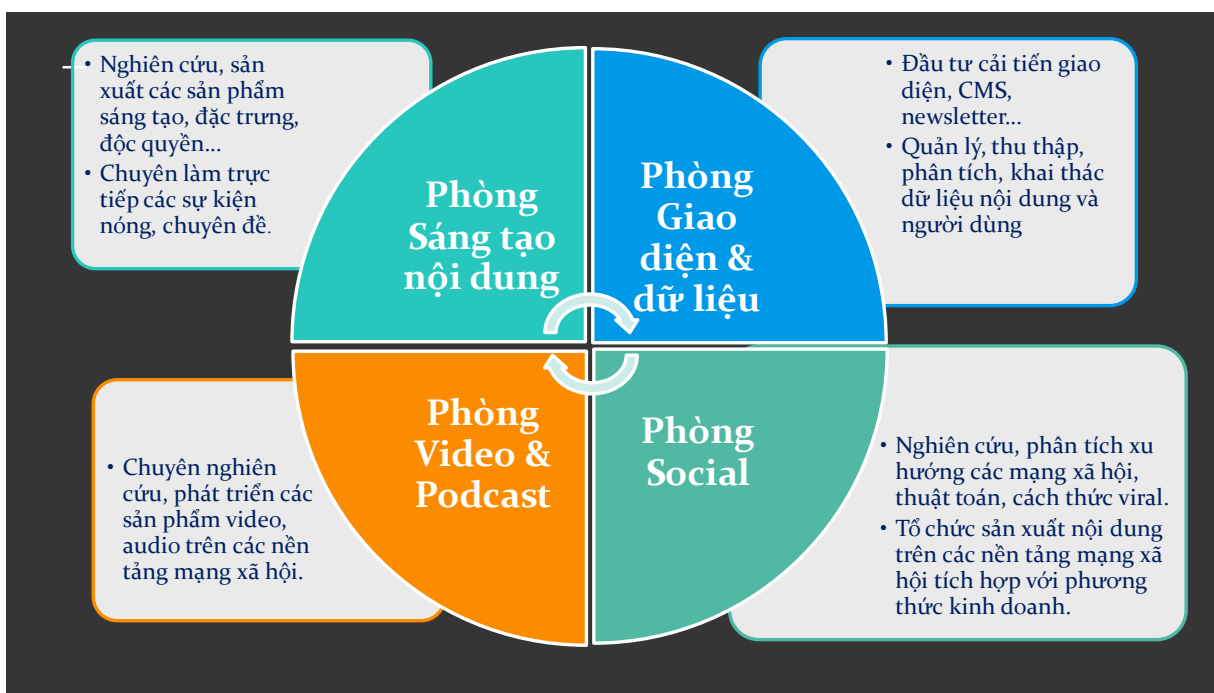 • Nghiên cứu, sản
xuất các sản phẩm
sáng tạo, đặc trưng,
độc quyền...
• Chuyên làm trực
tiếp các sự kiện
nóng, chuyên đề.
Phòng
Sáng tạo
nội dung
Phòng
Giao
diện &
dữ liệu
• Đầu tư cải tiến giao
diện, CMS,
newsletter...
• Quản lý, thu thập,
phân tích, khai thác
dữ liệu nội dung và
người dùng
• Chuyên nghiên
cứu, phát triển các
sản phẩm video,
audio trên các nền
tảng mạng xã hội.
Phòng
Video &
Podcast
Phòng
Social
• Nghiên cứu, phân tích xu
hướng các mạng xã hội,
thuật toán, cách thức viral.
• Tổ chức sản xuất nội dung
trên các nền tảng mạng xã
hội tích hợp với phương
thức kinh doanh.